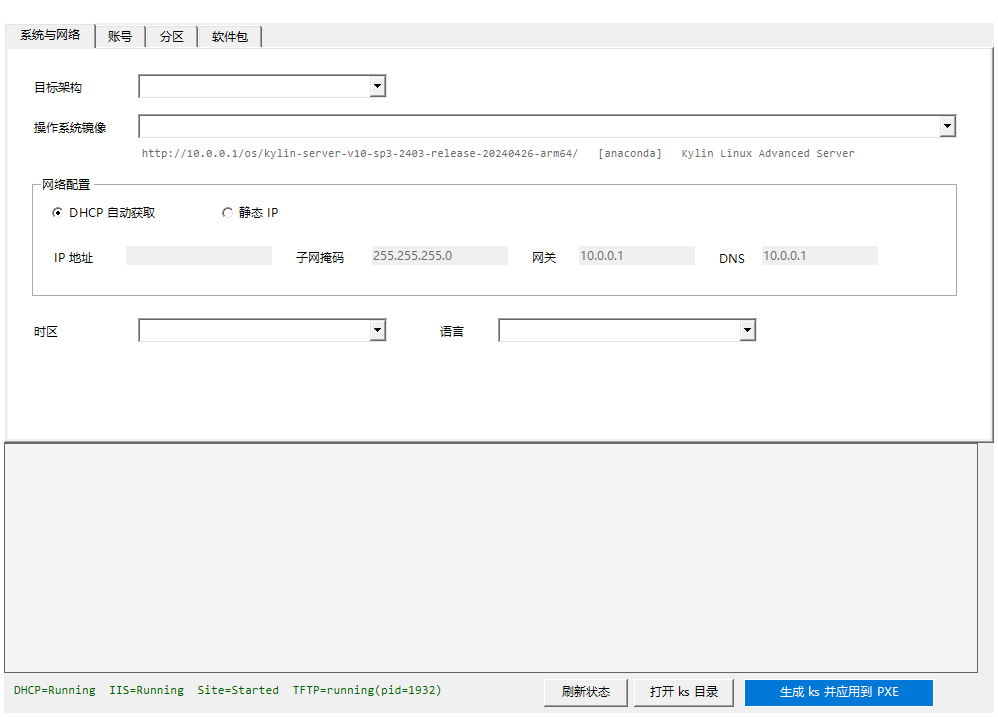 系统与网络 账号 分区 软件包
目标架构
操作系统镜像
http://10.0.0.1/os/kylin-server-v10-sp3-2403-release-20240426-arm64/ [anaconda] Kylin Linux Advanced Server
网络配置
DHCP 自动获取 静态 IP
IP 地址 子网掩码 255.255.255.0 网关 10.0.0.1 DNS 10.0.0.1
时区 语言
DHCP=Running IIS=Running Site=Started TFTP=running(pid=1932) 刷新状态 打开 ks 目录 生成 ks 并应用到 PXE